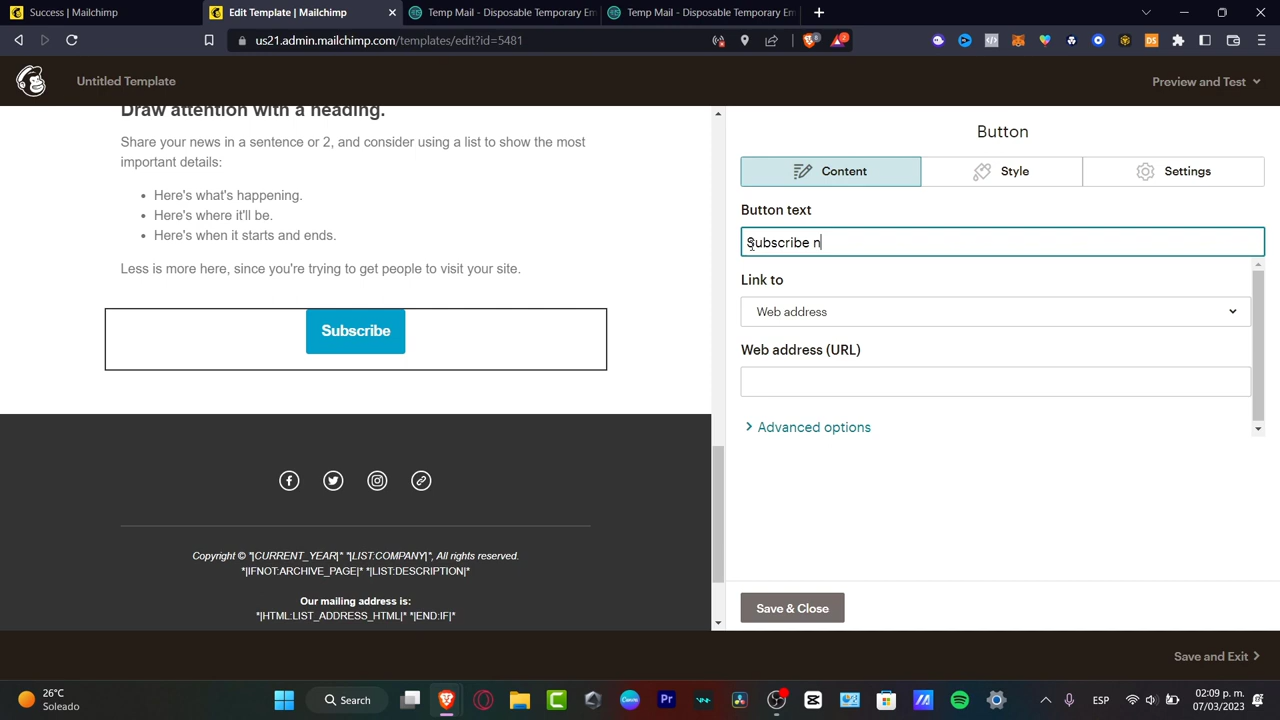 Success | Mailchimp
Edit Template | Mailchimp
Temp Mail - Disposable Temporary Em
Temp Mail - Disposable Temporary Em
us21.admin.mailchimp.com/templates/edit?id=5481
Untitled Template
Preview and Test
Draw attention with a heading.
Share your news in a sentence or 2, and consider using a list to show the most
important details:
• Here's what's happening.
• Here's where it'll be.
• Here's when it starts and ends.
Less is more here, since you're trying to get people to visit your site.
Subscribe
Copyright © *|CURRENT_YEAR|* *|LIST:COMPANY|*, All rights reserved.
*|IFNOT:ARCHIVE_PAGE|* *|LIST:DESCRIPTION|*
Our mailing address is:
*|HTML:LIST_ADDRESS_HTML|* *|END:IF|*
Button
Content
Style
Settings
Button text
Subscribe n
Link to
Web address
Web address (URL)
Advanced options
Save & Close
Save and Exit
26°C
Soleado
Search
ESP
02:09 p. m.
07/03/2023